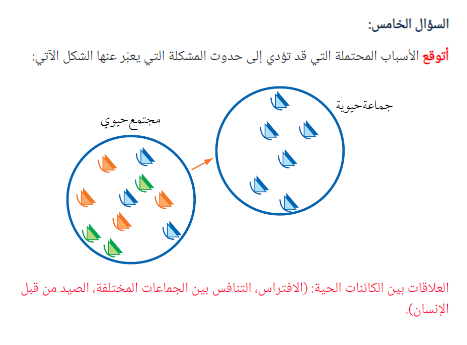 السؤال الخامس:
أتوقع الأسباب المحتملة التي قد تؤدي إلى حدوث المشكلة التي يعبّر عنها الشكل الآتي:
جماعة حيوية
مجتمع حيوي
العلاقات بين الكائنات الحية: (الافتراس، التنافس بين الجماعات المختلفة، الصيد من قبل
الإنسان).